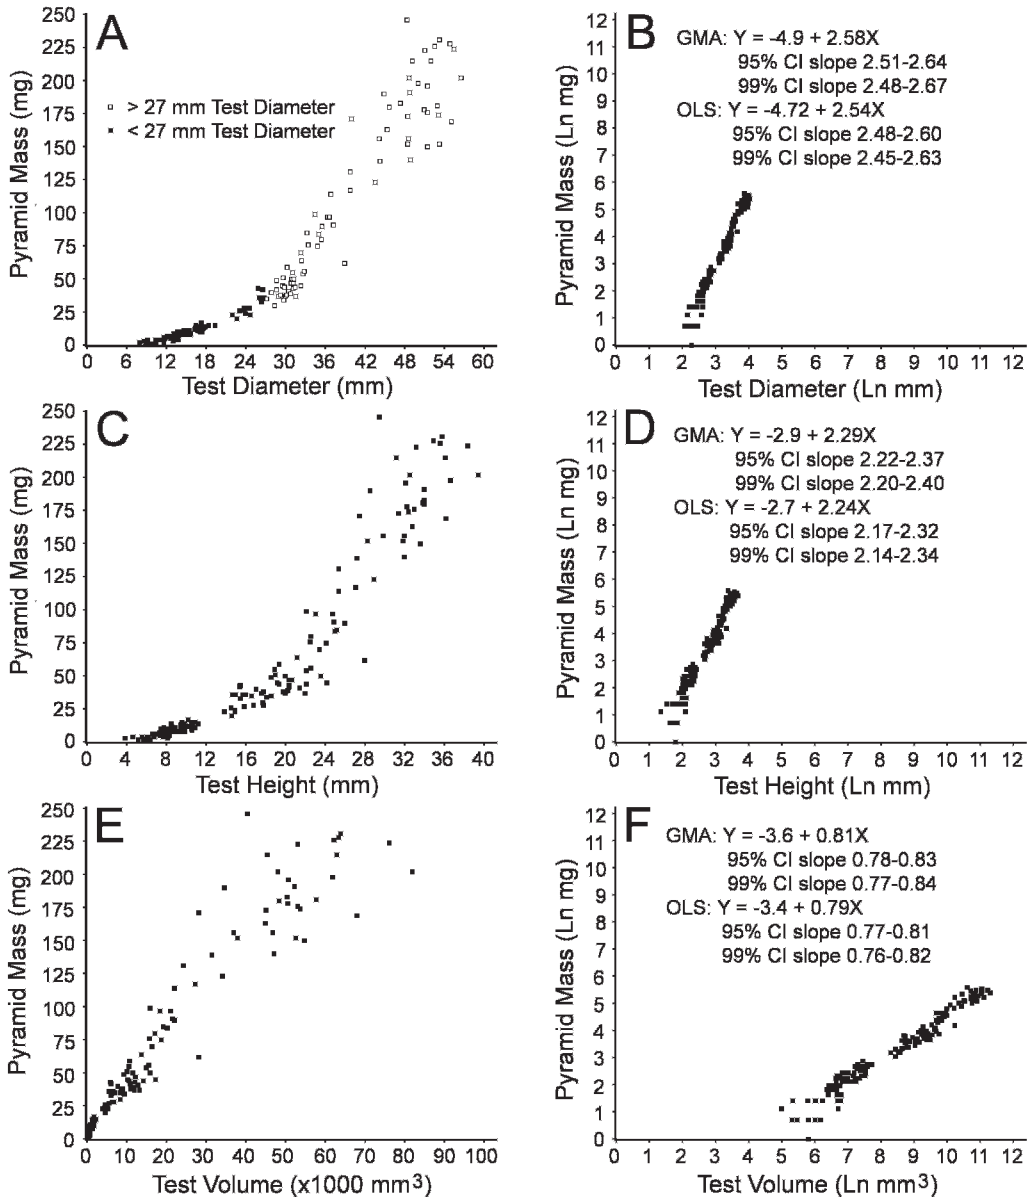 A
Pyramid Mass (mg)
250
225
200
175
150
125
100
75
50
25
0
> 27 mm Test Diameter
< 27 mm Test Diameter
0 6 12 18 24 30 36 42 48 54 60
Test Diameter (mm)
B
Pyramid Mass (Ln mg)
12
11
10
9
8
7
6
5
4
3
2
1
0
GMA: Y = -4.9 + 2.58X
95% CI slope 2.51-2.64
99% CI slope 2.48-2.67
OLS: Y = -4.72 + 2.54X
95% CI slope 2.48-2.60
99% CI slope 2.45-2.63
0 1 2 3 4 5 6 7 8 9 10 11 12
Test Diameter (Ln mm)
C
Pyramid Mass (mg)
250
225
200
175
150
125
100
75
50
25
0
0 4 8 12 16 20 24 28 32 36 40
Test Height (mm)
D
Pyramid Mass (Ln mg)
12
11
10
9
8
7
6
5
4
3
2
1
0
GMA: Y = -2.9 + 2.29X
95% CI slope 2.22-2.37
99% CI slope 2.20-2.40
OLS: Y = -2.7 + 2.24X
95% CI slope 2.17-2.32
99% CI slope 2.14-2.34
0 1 2 3 4 5 6 7 8 9 10 11 12
Test Height (Ln mm)
E
Pyramid Mass (mg)
250
225
200
175
150
125
100
75
50
25
0
0 10 20 30 40 50 60 70 80 90 100
Test Volume (x1000 mm³)
F
Pyramid Mass (Ln mg)
12
11
10
9
8
7
6
5
4
3
2
1
0
GMA: Y = -3.6 + 0.81X
95% CI slope 0.78-0.83
99% CI slope 0.77-0.84
OLS: Y = -3.4 + 0.79X
95% CI slope 0.77-0.81
99% CI slope 0.76-0.82
0 1 2 3 4 5 6 7 8 9 10 11 12
Test Volume (Ln mm³)